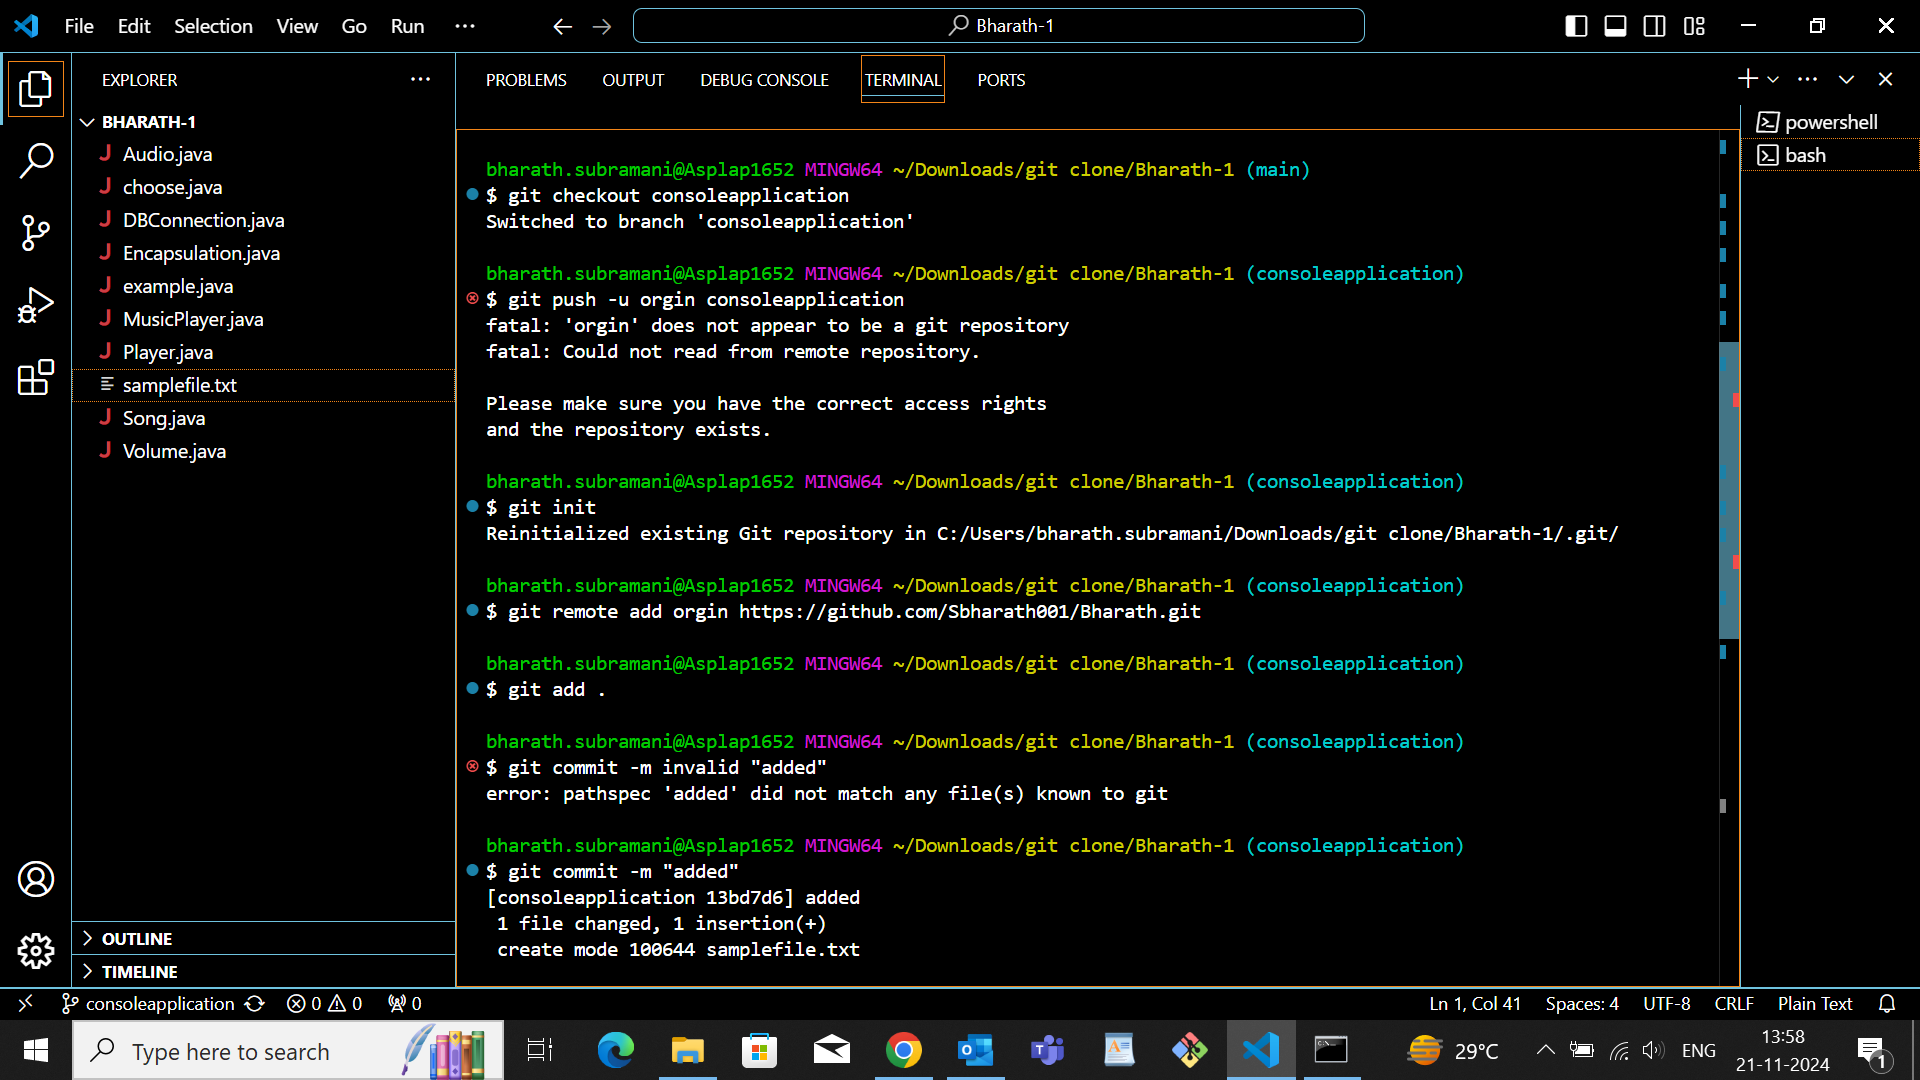 File Edit Selection View Go Run ···
Bharath-1
EXPLORER
BHARATH-1
Audio.java
choose.java
DBConnection.java
Encapsulation.java
example.java
MusicPlayer.java
Player.java
samplefile.txt
Song.java
Volume.java
OUTLINE
TIMELINE
PROBLEMS OUTPUT DEBUG CONSOLE TERMINAL PORTS
bharath.subramani@Asplap1652 MINGW64 ~/Downloads/git clone/Bharath-1 (main)
$ git checkout consoleapplication
Switched to branch 'consoleapplication'
bharath.subramani@Asplap1652 MINGW64 ~/Downloads/git clone/Bharath-1 (consoleapplication)
$ git push -u orgin consoleapplication
fatal: 'orgin' does not appear to be a git repository
fatal: Could not read from remote repository.
Please make sure you have the correct access rights
and the repository exists.
bharath.subramani@Asplap1652 MINGW64 ~/Downloads/git clone/Bharath-1 (consoleapplication)
$ git init
Reinitialized existing Git repository in C:/Users/bharath.subramani/Downloads/git clone/Bharath-1/.git/
bharath.subramani@Asplap1652 MINGW64 ~/Downloads/git clone/Bharath-1 (consoleapplication)
$ git remote add orgin https://github.com/Sbharath001/Bharath.git
bharath.subramani@Asplap1652 MINGW64 ~/Downloads/git clone/Bharath-1 (consoleapplication)
$ git add .
bharath.subramani@Asplap1652 MINGW64 ~/Downloads/git clone/Bharath-1 (consoleapplication)
$ git commit -m invalid "added"
error: pathspec 'added' did not match any file(s) known to git
bharath.subramani@Asplap1652 MINGW64 ~/Downloads/git clone/Bharath-1 (consoleapplication)
$ git commit -m "added"
[consoleapplication 13bd7d6] added
1 file changed, 1 insertion(+)
create mode 100644 samplefile.txt
powershell
bash
consoleapplication 0 0 0
Ln 1, Col 41 Spaces: 4 UTF-8 CRLF Plain Text
Type here to search
29°C
ENG
13:58
21-11-2024
1